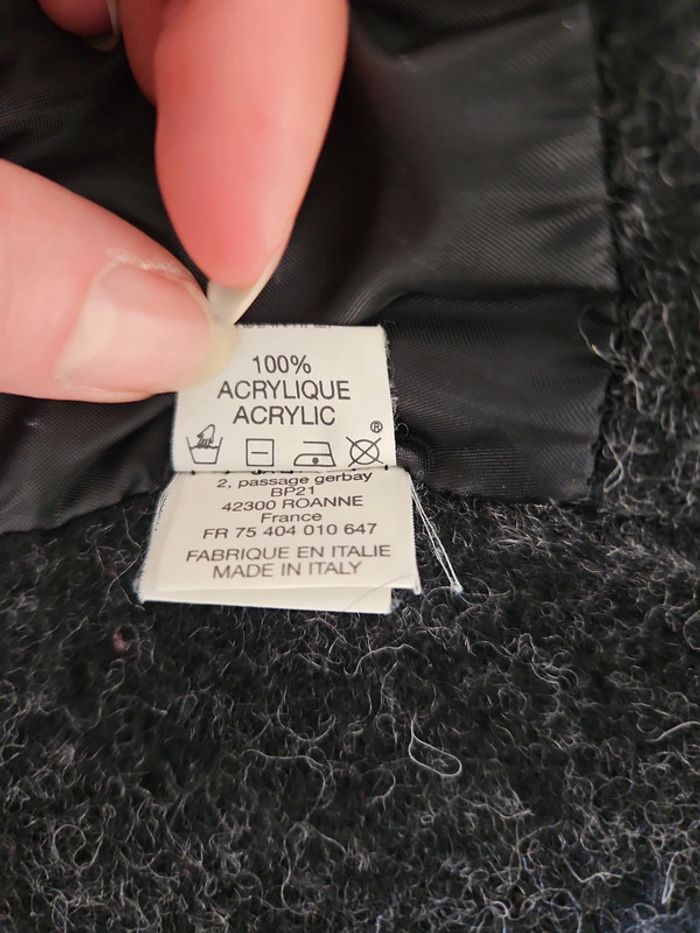 100%
ACRYLIQUE
ACRYLIC
®
2, passage gerbay
BP21
42300 ROANNE
France
FR 75 404 010 647
FABRIQUE EN ITALIE
MADE IN ITALY